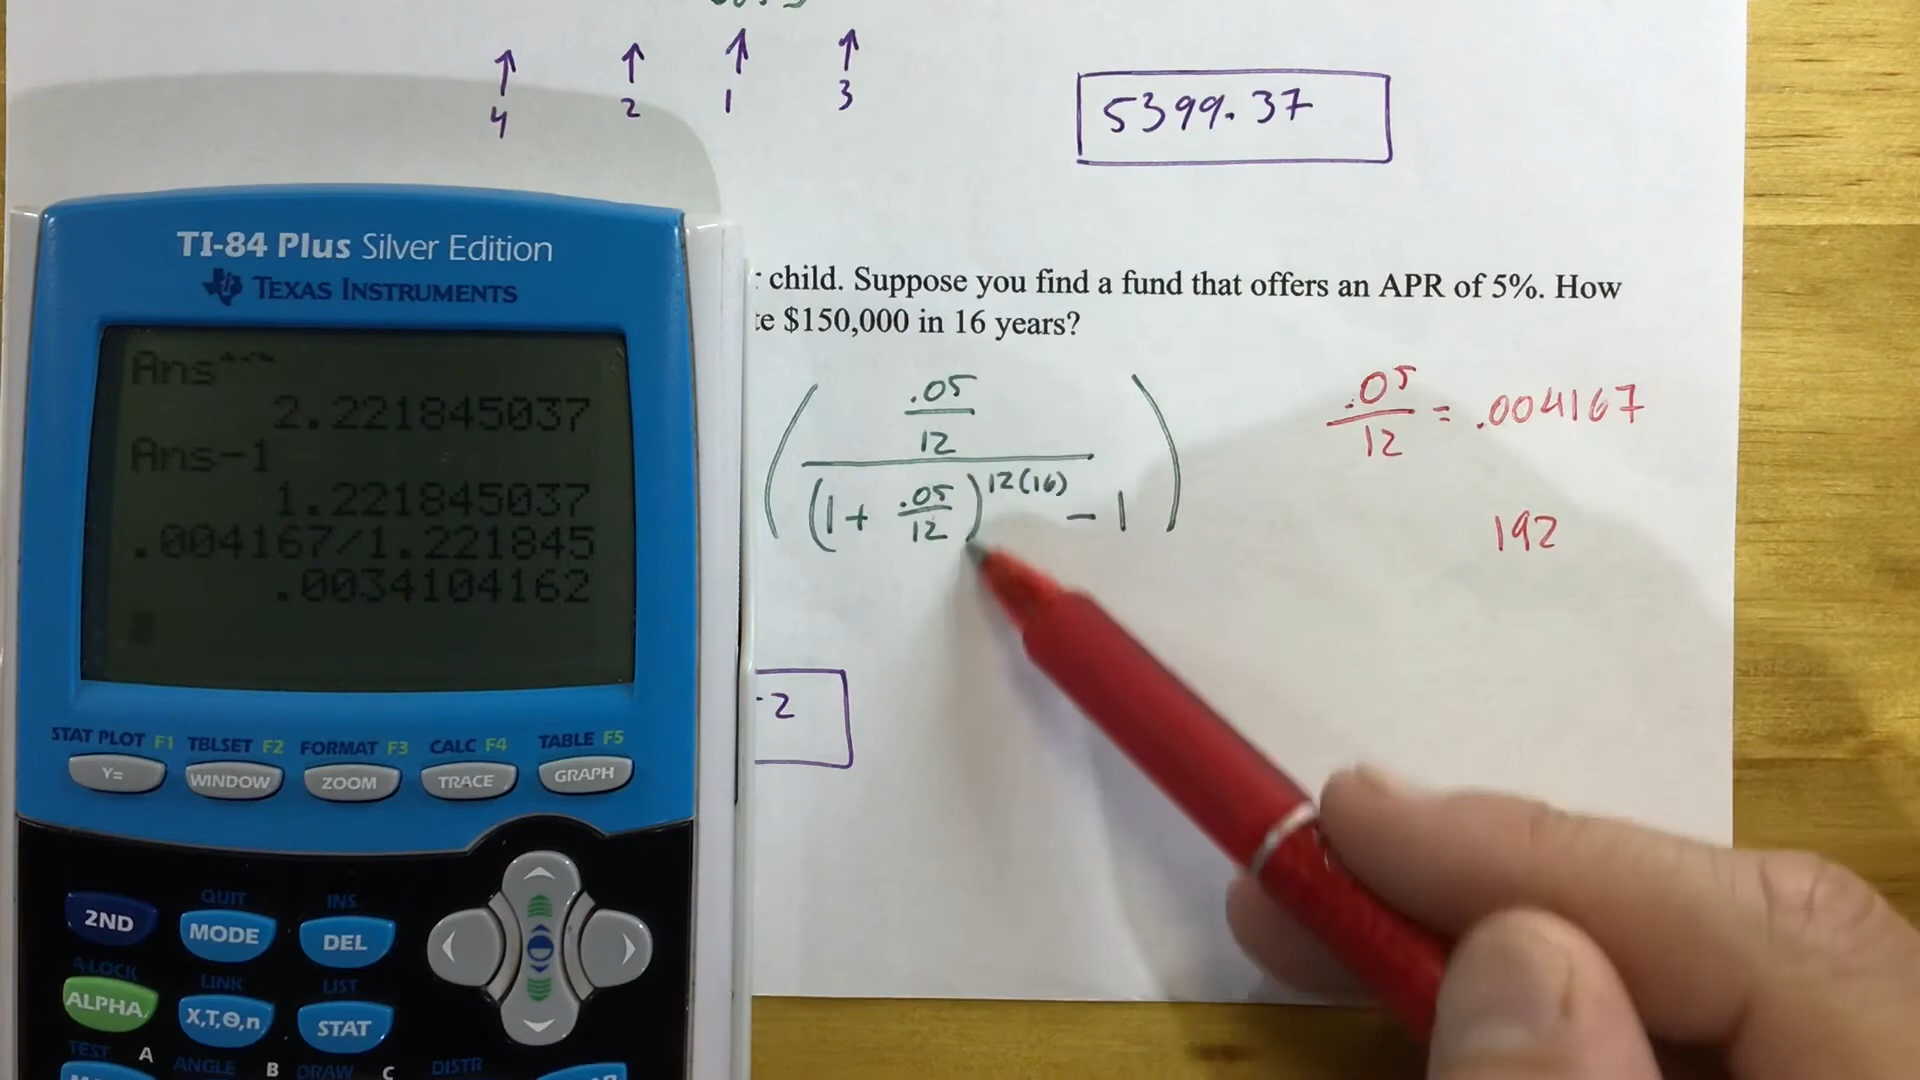 ↑ ↑ ↑ ↑
4 2 1 3
5399.37
child. Suppose you find a fund that offers an APR of 5%. How
$150,000 in 16 years?
( .05
12
(1 + .05/12)^12(16) - 1 )
.05/12 = .004167
192
-2
TI-84 Plus Silver Edition
TEXAS INSTRUMENTS
Ans
2.221845037
Ans-1
1.221845037
.004167/1.221845
.0034104162
STAT PLOT F1 TBLSET F2 FORMAT F3 CALC F4 TABLE F5
Y= WINDOW ZOOM TRACE GRAPH
QUIT INS
2ND MODE DEL
A-LOCK LINK LIST
ALPHA X,T,θ,n STAT
TEST A ANGLE B DRAW C DISTR